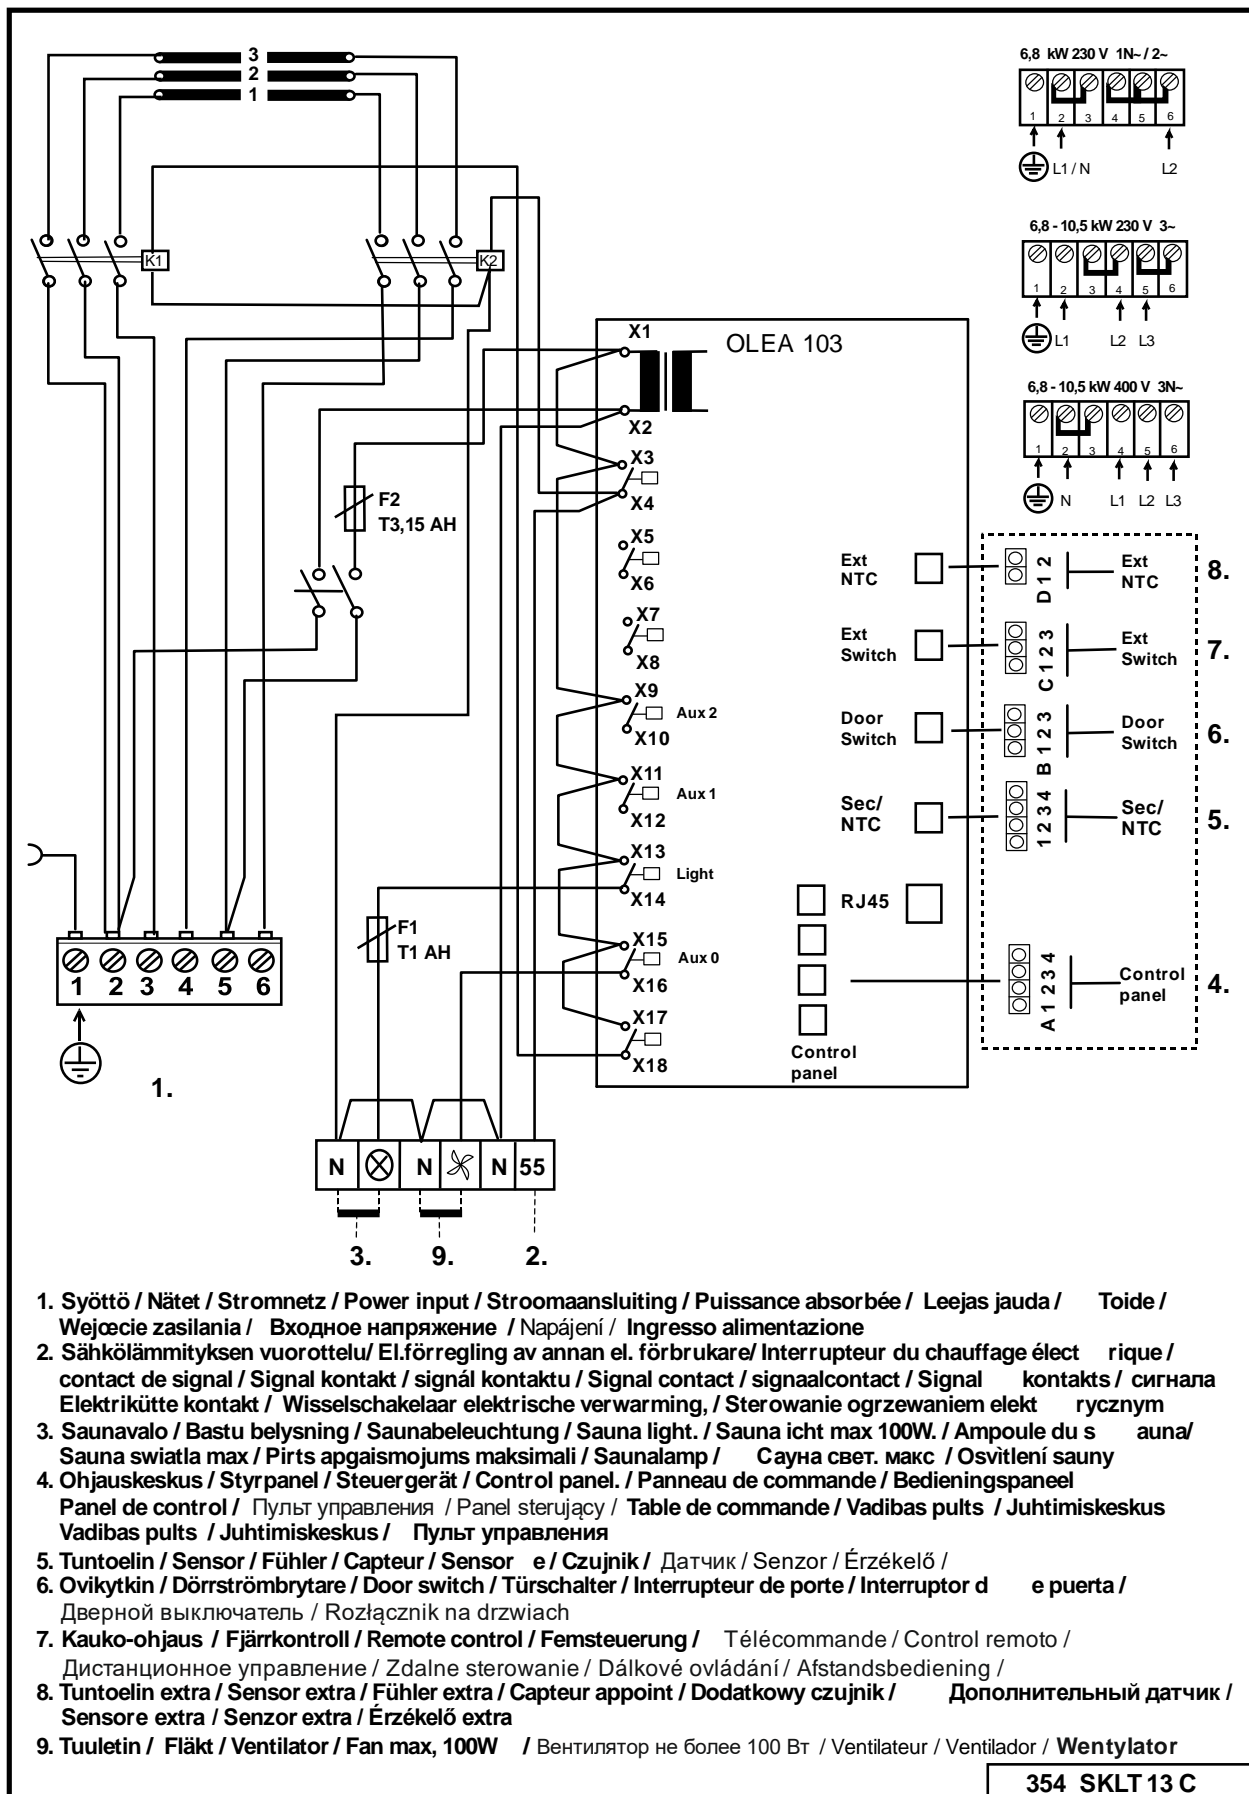 3
2
1
K1
K2
6,8 kW 230 V 1N~ / 2~
1 2 3 4 5 6
L1 / N L2
6,8 - 10,5 kW 230 V 3~
1 2 3 4 5 6
L1 L2 L3
6,8 - 10,5 kW 400 V 3N~
1 2 3 4 5 6
N L1 L2 L3
OLEA 103
X1
X2
X3
X4
X5
X6
X7
X8
X9
Aux 2
X10
X11
Aux 1
X12
X13
Light
X14
X15
Aux 0
X16
X17
X18
F2
T3,15 AH
F1
T1 AH
Ext
NTC
D 1 2
Ext
NTC
8.
Ext
Switch
C 1 2 3
Ext
Switch
7.
Door
Switch
B 1 2 3
Door
Switch
6.
Sec/
NTC
1 2 3 4
Sec/
NTC
5.
RJ45
Control
panel
A 1 2 3 4
Control
panel
4.
1 2 3 4 5 6
1.
N N N 55
3. 9. 2.
1. Syöttö / Nätet / Stromnetz / Power input / Stroomaansluiting / Puissance absorbée / Leejas jauda / Toide /
Wejœcie zasilania / Входное напряжение / Napájení / Ingresso alimentazione
2. Sähkölämmityksen vuorottelu/ El.förregling av annan el. förbrukare/ Interrupteur du chauffage élect rique /
contact de signal / Signal kontakt / signál kontaktu / Signal contact / signaalcontact / Signal kontakts / сигнала
Elektrikütte kontakt / Wisselschakelaar elektrische verwarming, / Sterowanie ogrzewaniem elekt rycznym
3. Saunavalo / Bastu belysning / Saunabeleuchtung / Sauna light. / Sauna icht max 100W. / Ampoule du s auna/
Sauna swiatla max / Pirts apgaismojums maksimali / Saunalamp / Сауна свет. макс / Osvìtlení sauny
4. Ohjauskeskus / Styrpanel / Steuergerät / Control panel. / Panneau de commande / Bedieningspaneel
Panel de control / Пульт управления / Panel sterujący / Table de commande / Vadibas pults / Juhtimiskeskus
Vadibas pults / Juhtimiskeskus / Пульт управления
5. Tuntoelin / Sensor / Fühler / Capteur / Sensor e / Czujnik / Датчик / Senzor / Érzékelő /
6. Ovikytkin / Dörrströmbrytare / Door switch / Türschalter / Interrupteur de porte / Interruptor d e puerta /
Дверной выключатель / Rozłącznik na drzwiach
7. Kauko-ohjaus / Fjärrkontroll / Remote control / Femsteuerung / Télécommande / Control remoto /
Дистанционное управление / Zdalne sterowanie / Dálkové ovládání / Afstandsbediening /
8. Tuntoelin extra / Sensor extra / Fühler extra / Capteur appoint / Dodatkowy czujnik / Дополнительный датчик /
Sensore extra / Senzor extra / Érzékelő extra
9. Tuuletin / Fläkt / Ventilator / Fan max, 100W / Вентилятор не более 100 Вт / Ventilateur / Ventilador / Wentylator
354 SKLT 13 C